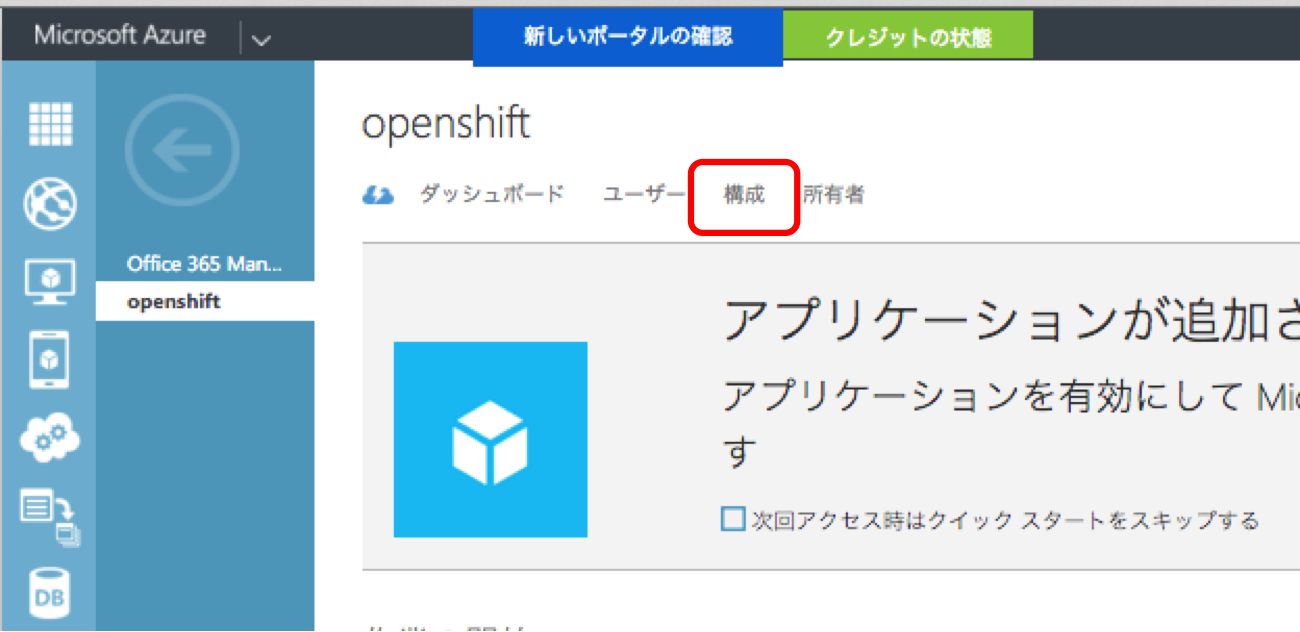 Microsoft Azure
新しいポータルの確認
クレジットの状態
openshift
ダッシュボード ユーザー 構成 所有者
Office 365 Man...
openshift
アプリケーションが追加さ
アプリケーションを有効にして Mic
す
次回アクセス時はクイック スタートをスキップする
DB